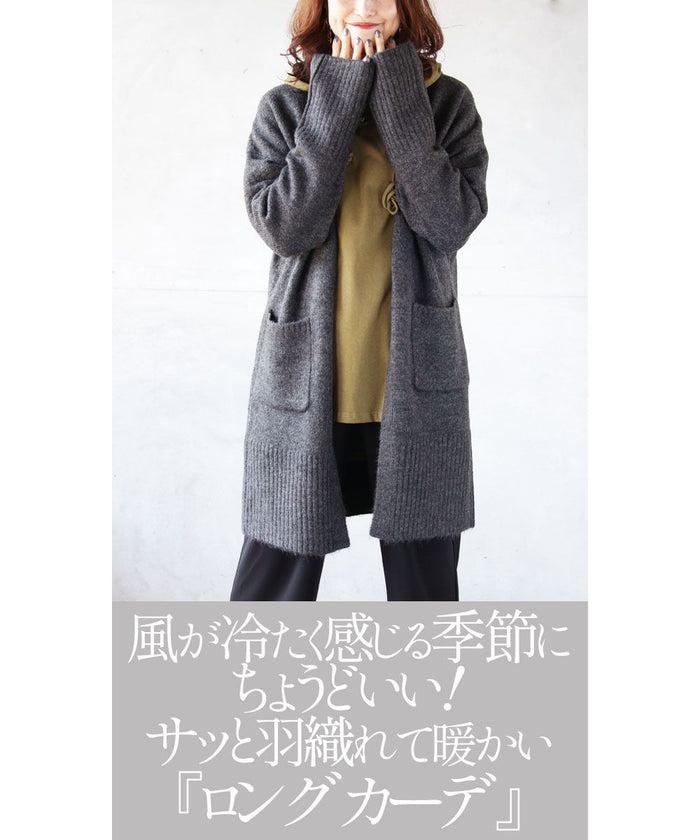 風が冷たく感じる季節に
ちょうどいい!
サッと羽織れて暖かい
『ロングカーデ』